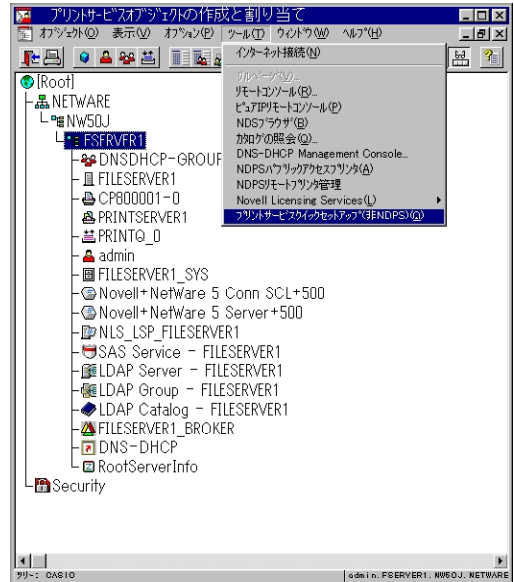 プリントサービスオブジェクトの作成と割り当て
オブジェクト(O) 表示(V) オプション(P) ツール(T) ウィンドウ(W) ヘルプ(H)
インターネット接続(N)
サルベージ(V)...
リモートコンソール(R)...
ピュアIPリモートコンソール(P)
NDSブラウザ(B)
カタログの照会(Q)...
DNS-DHCP Management Console...
NDPSパブリックアクセスプリンタ(A)
NDPSリモートプリンタ管理
Novell Licensing Services(L)
プリントサービスクイックセットアップ(非ENDPS)(Q)
[Root]
NETWARE
NW50J
FSERVER1
DNSDHCP-GROUP
FILESERVER1
CP800001-0
PRINTSERVER1
PRINTQ_0
admin
FILESERVER1_SYS
Novell+NetWare 5 Conn SCL+500
Novell+NetWare 5 Server+500
NLS_LSP_FILESERVER1
SAS Service - FILESERVER1
LDAP Server - FILESERVER1
LDAP Group - FILESERVER1
LDAP Catalog - FILESERVER1
FILESERVER1_BROKER
DNS-DHCP
RootServerInfo
Security
ツリー: CASIO admin.FSERVER1.NW5OJ.NETWARE